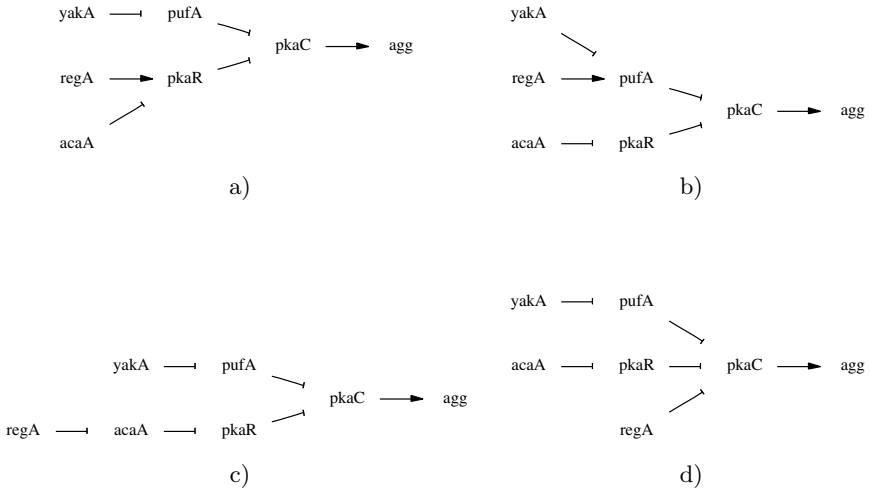 yakA pufA
pkaC agg
regA pkaR
acaA
a)
yakA
regA pufA
pkaC agg
acaA pkaR
b)
yakA pufA
pkaC agg
regA acaA pkaR
c)
yakA pufA
acaA pkaR pkaC agg
regA
d)